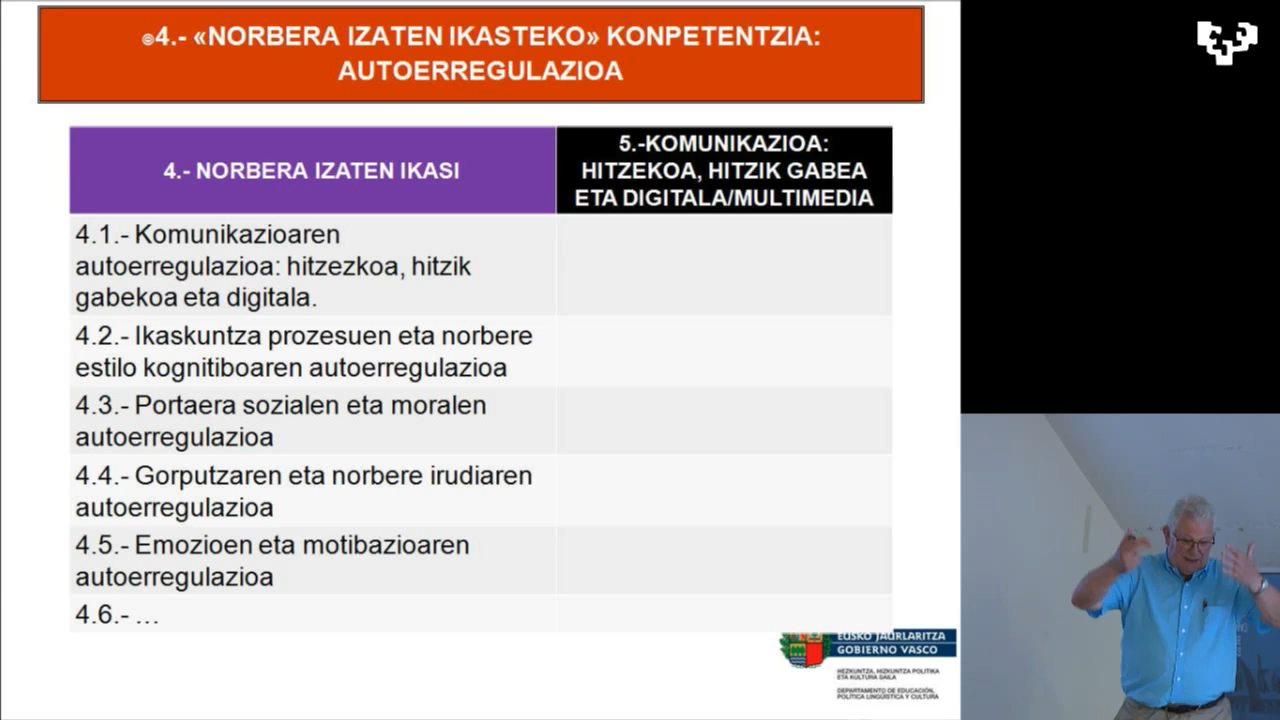 4.- «NORBERA IZATEN IKASTEKO» KONPETENTZIA:
AUTOERREGULAZIOA
4.- NORBERA IZATEN IKASI
5.-KOMUNIKAZIOA:
HITZEKOA, HITZIK GABEA
ETA DIGITALA/MULTIMEDIA
4.1.- Komunikazioaren
autoerregulazioa: hitzezkoa, hitzik
gabekoa eta digitala.
4.2.- Ikaskuntza prozesuen eta norbere
estilo kognitiboaren autoerregulazioa
4.3.- Portaera sozialen eta moralen
autoerregulazioa
4.4.- Gorputzaren eta norbere irudiaren
autoerregulazioa
4.5.- Emozioen eta motibazioaren
autoerregulazioa
4.6.- …
EUSKO JAURLARITZA
GOBIERNO VASCO
HEZKUNTZA, HIZKUNTZA POLITIKA
ETA KULTURA SAILA
DEPARTAMENTO DE EDUCACIÓN,
POLÍTICA LINGÜÍSTICA Y CULTURA